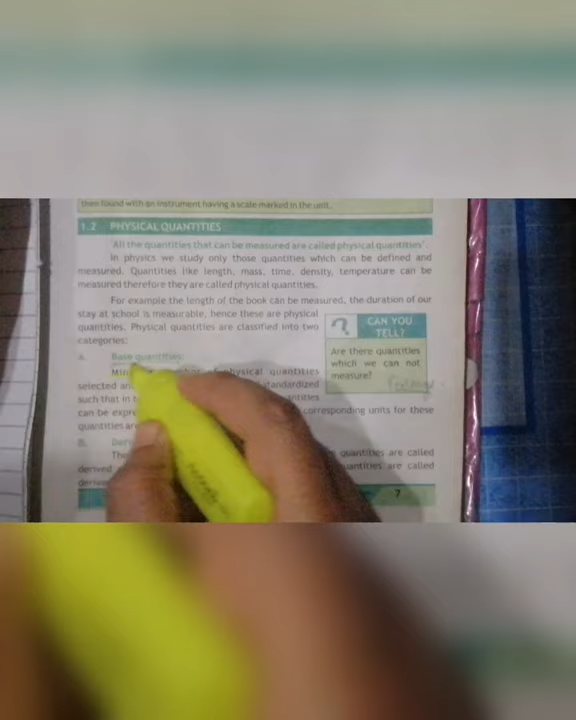 then found with an instrument having a scale marked in the unit.
1.2 PHYSICAL QUANTITIES
'All the quantities that can be measured are called physical quantities'.
In physics we study only those quantities which can be defined and
measured. Quantities like length, mass, time, density, temperature can be
measured therefore they are called physical quantities.
For example the length of the book can be measured, the duration of our
stay at school is measurable, hence these are physical
quantities. Physical quantities are classified into two
categories:
? CAN YOU
TELL?
Are there quantities
which we can not
measure?
a. Base quantities:
physical quantities
selected standardized
such that in
can be corresponding units for these
quantities are
B.
The quantities are called
derived quantities are called
7